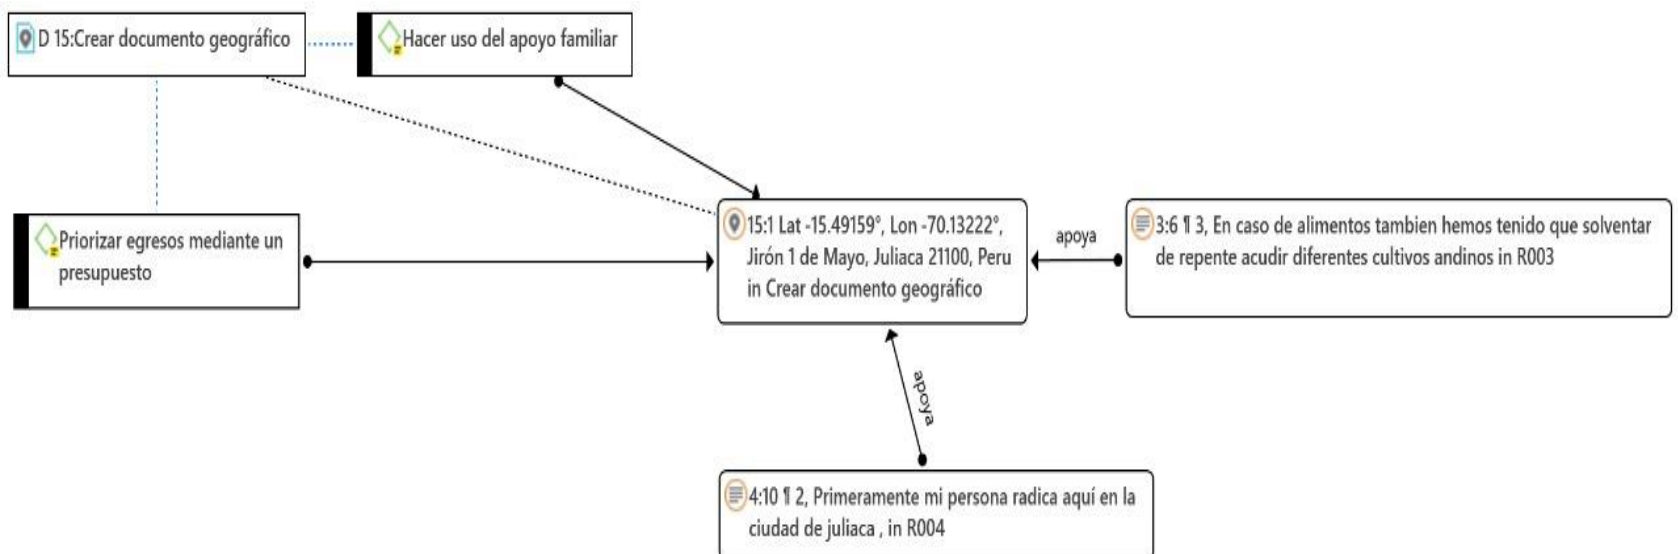 D 15:Crear documento geográfico
Hacer uso del apoyo familiar
Priorizar egresos mediante un
presupuesto
15:1 Lat -15.49159°, Lon -70.13222°,
Jirón 1 de Mayo, Juliaca 21100, Peru
in Crear documento geográfico
apoya
3:6 ¶ 3, En caso de alimentos tambien hemos tenido que solventar
de repente acudir diferentes cultivos andinos in R003
apoya
4:10 ¶ 2, Primeramente mi persona radica aquí en la
ciudad de juliaca , in R004